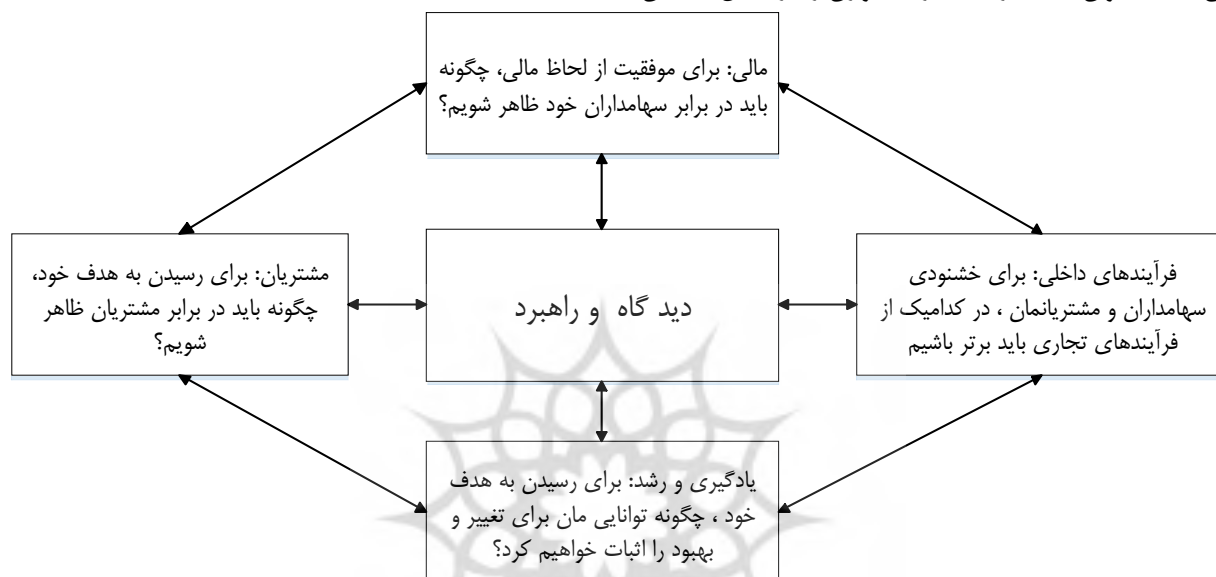 مالی: برای موفقیت از لحاظ مالی، چگونه
باید در برابر سهامداران خود ظاهر شویم؟
فرآیندهای داخلی: برای خشنودی
سهامداران و مشتریانمان ، در کدامیک از
فرآیندهای تجاری باید برتر باشیم
دید گاه و راهبرد
مشتریان: برای رسیدن به هدف خود،
چگونه باید در برابر مشتریان ظاهر
شویم؟
یادگیری و رشد: برای رسیدن به هدف
خود ، چگونه توانایی مان برای تغییر و
بهبود را اثبات خواهیم کرد؟